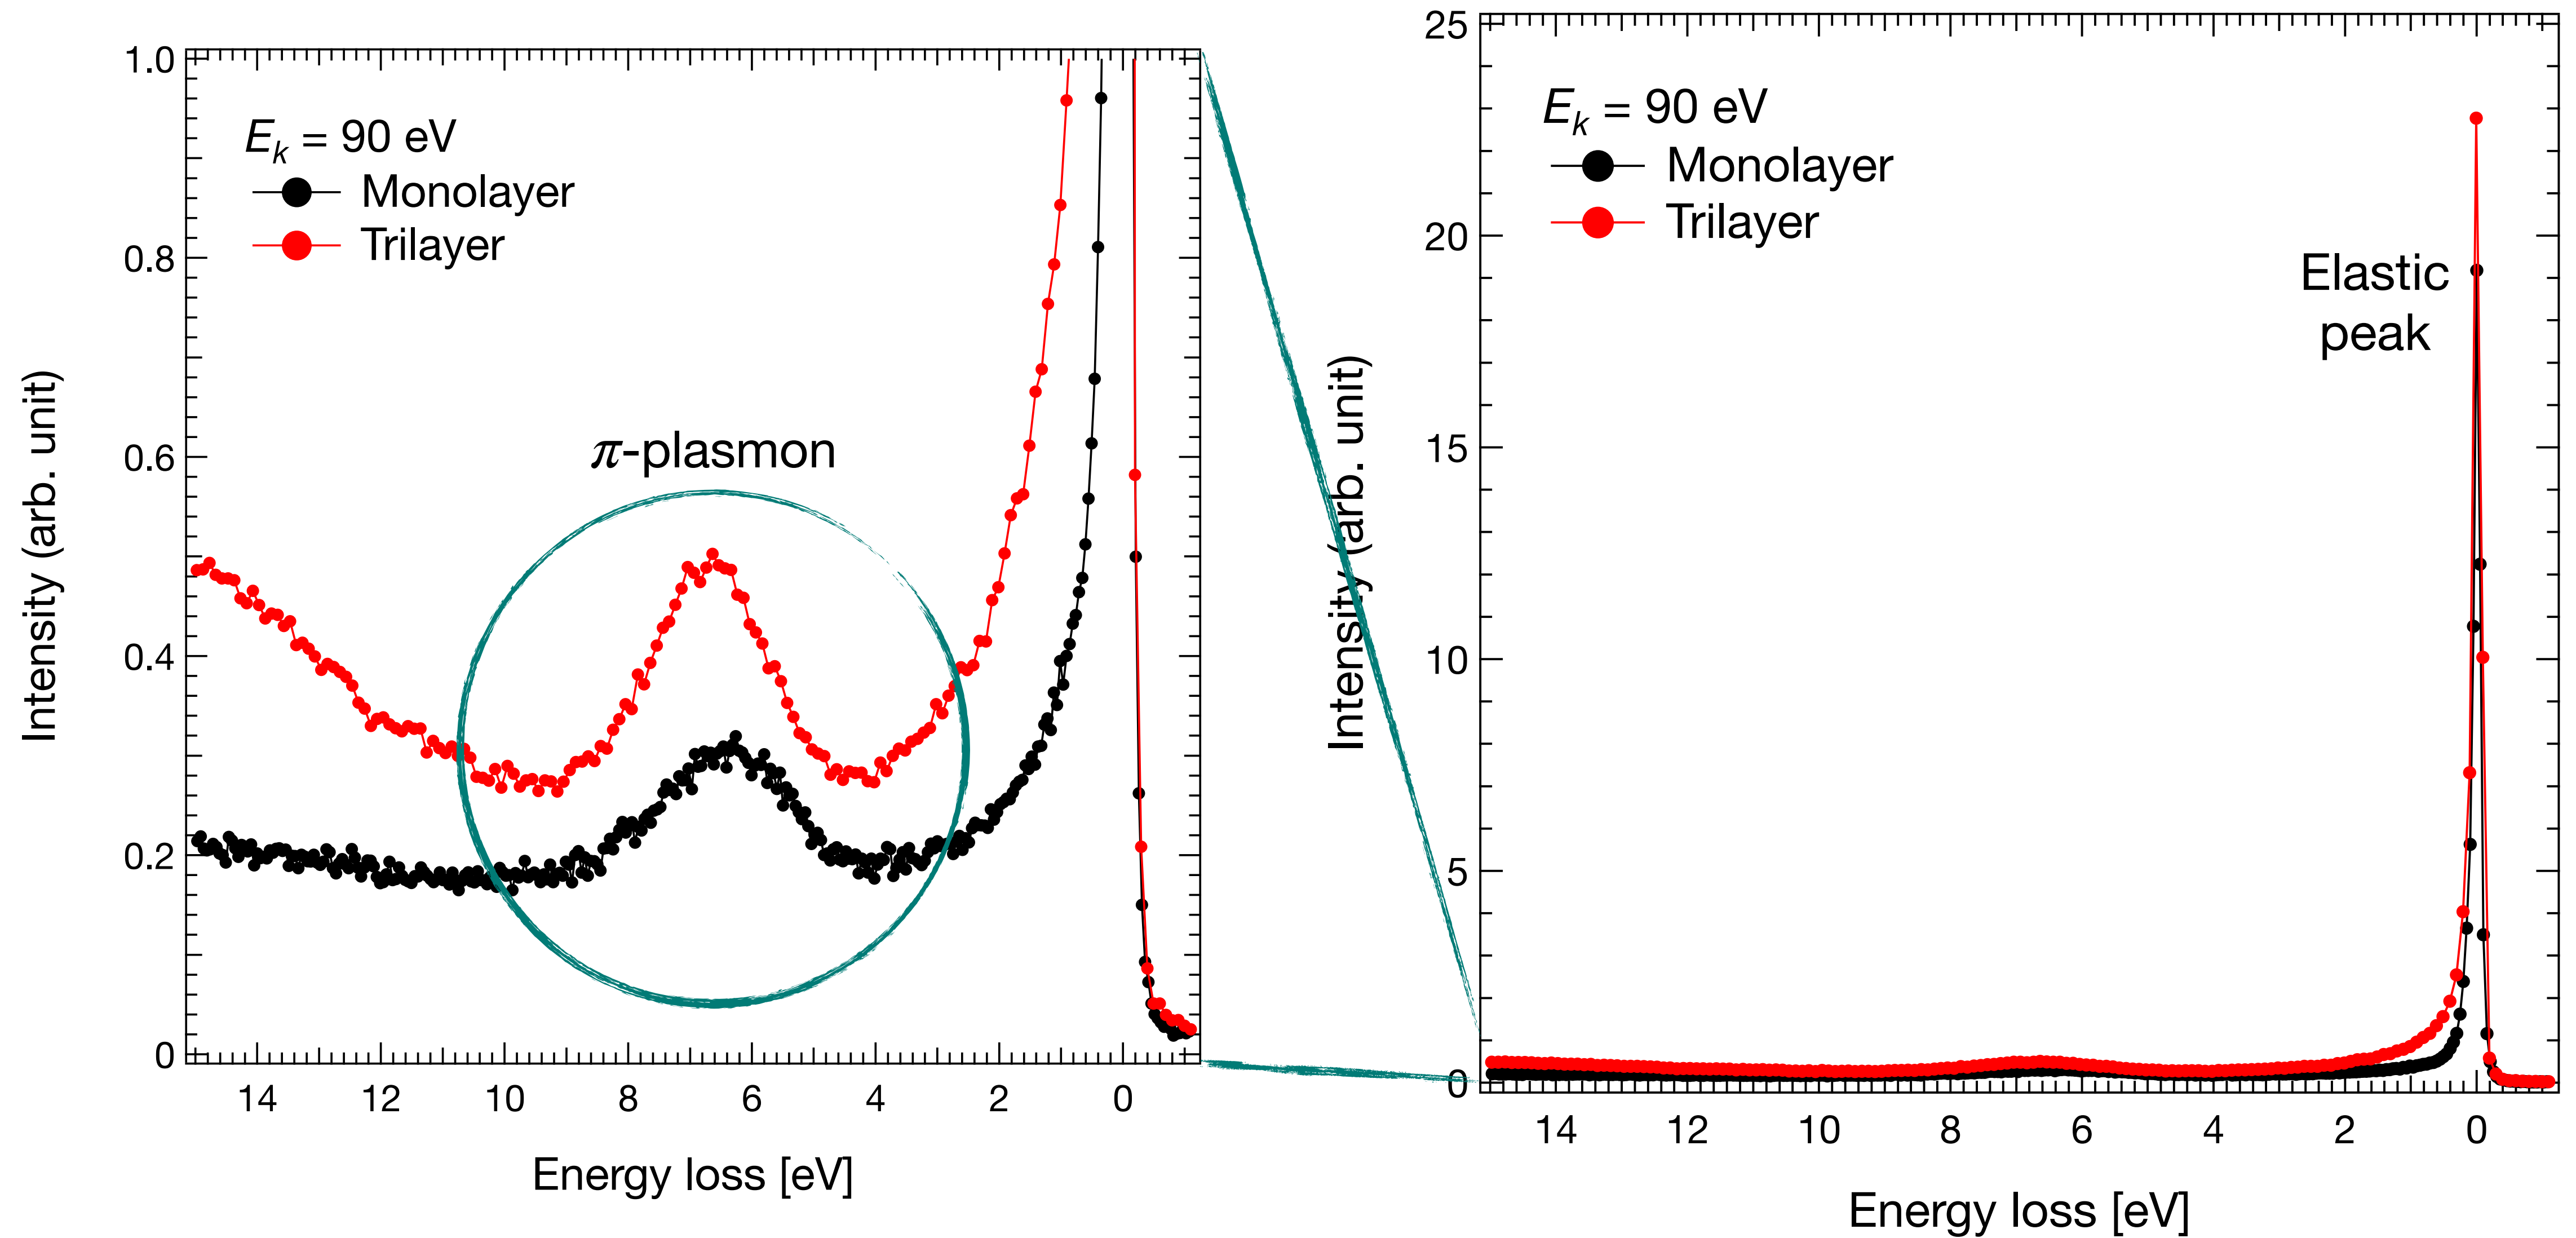 1.0
0.8
0.6
0.4
0.2
0
Intensity (arb. unit)
Eₖ = 90 eV
Monolayer
Trilayer
π-plasmon
14 12 10 8 6 4 2 0
Energy loss [eV]
25
20
15
10
5
0
Intensity (arb. unit)
Eₖ = 90 eV
Monolayer
Trilayer
Elastic
peak
14 12 10 8 6 4 2 0
Energy loss [eV]